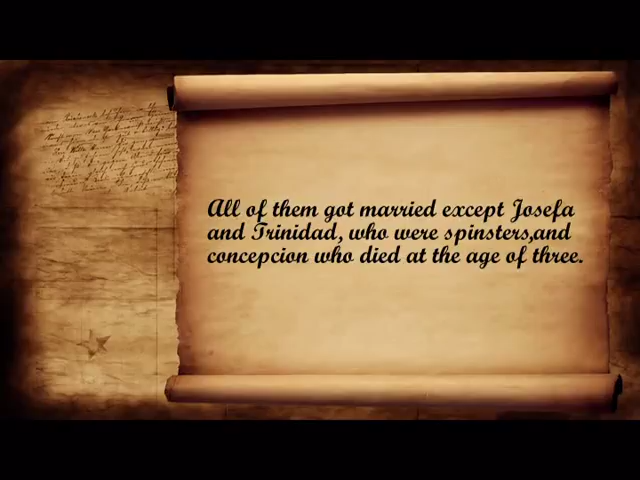 All of them got married except Josefa
and Trinidad, who were spinsters,and
concepcion who died at the age of three.